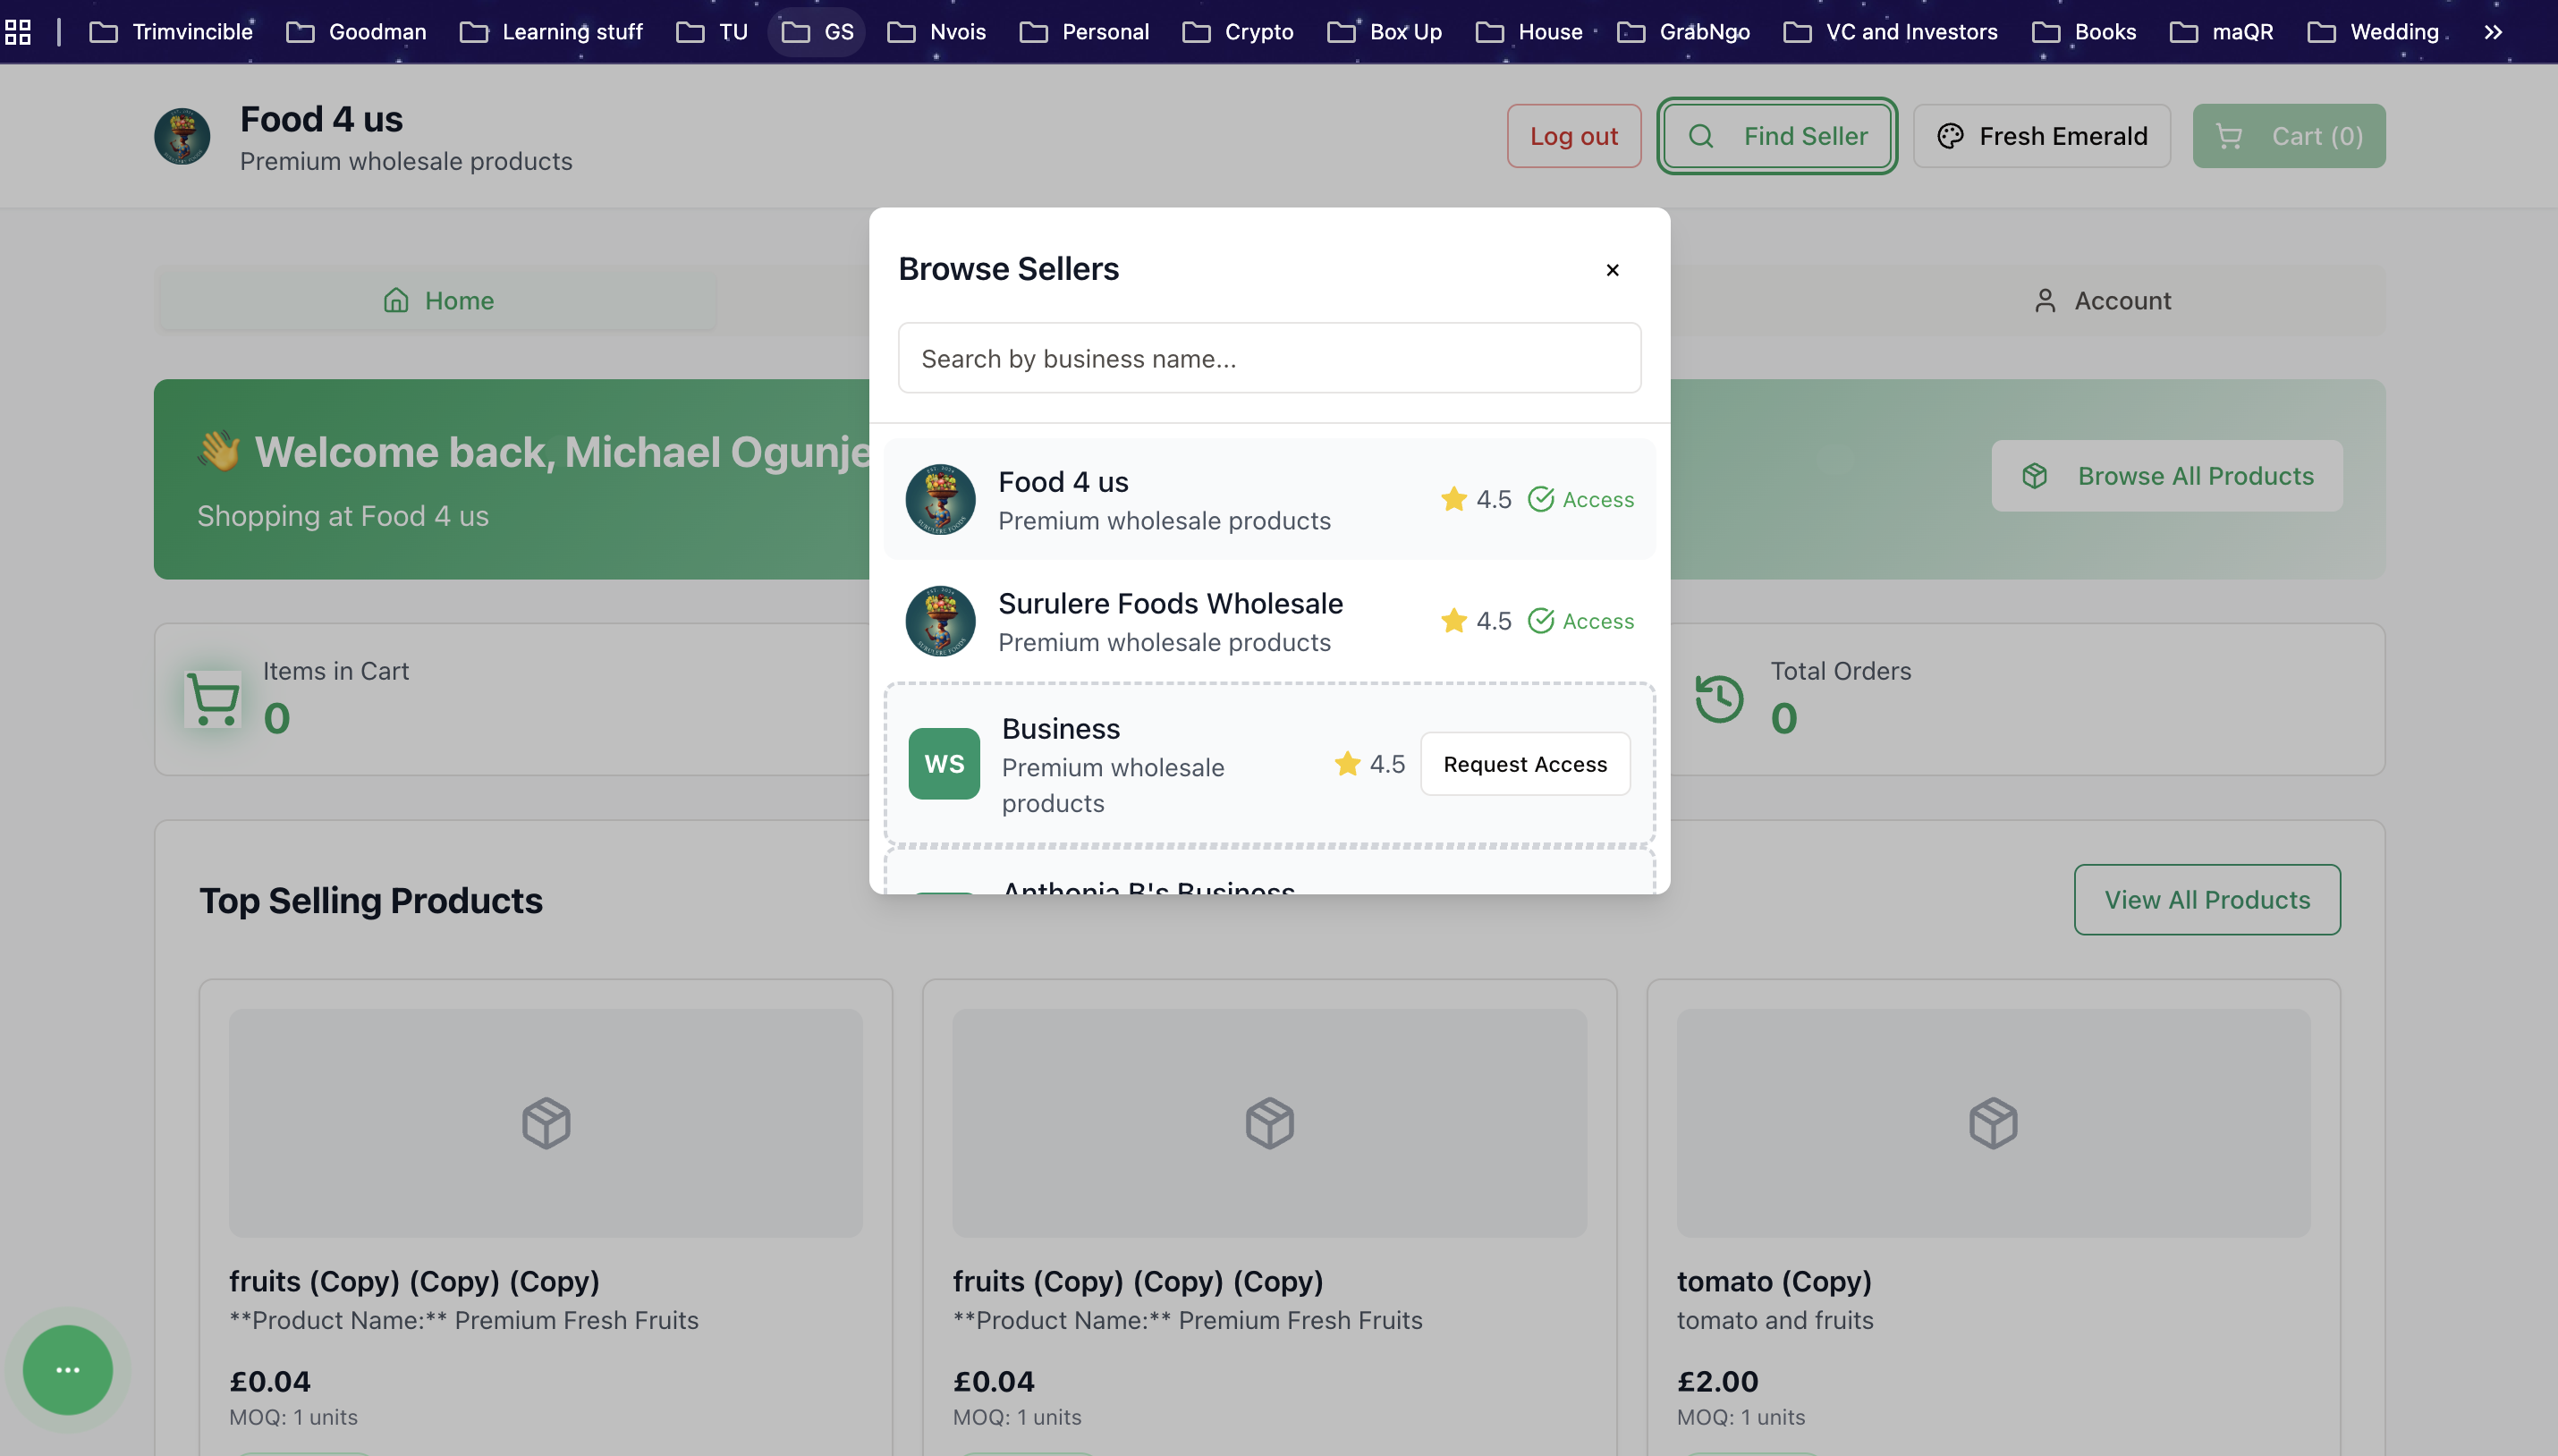 Trimvincible
Goodman
Learning stuff
TU
GS
Nvois
Personal
Crypto
Box Up
House
GrabNgo
VC and Investors
Books
maQR
Wedding
Food 4 us
Premium wholesale products
Log out
Find Seller
Fresh Emerald
Cart (0)
Home
Account
👋 Welcome back, Michael Ogunje
Shopping at Food 4 us
Browse All Products
Browse Sellers
×
Search by business name...
Food 4 us
Premium wholesale products
4.5
Access
Surulere Foods Wholesale
Premium wholesale products
4.5
Access
WS
Business
Premium wholesale
products
4.5
Request Access
Anthonia B's Business
Items in Cart
0
Total Orders
0
Top Selling Products
View All Products
fruits (Copy) (Copy) (Copy)
**Product Name:** Premium Fresh Fruits
£0.04
MOQ: 1 units
fruits (Copy) (Copy) (Copy)
**Product Name:** Premium Fresh Fruits
£0.04
MOQ: 1 units
tomato (Copy)
tomato and fruits
£2.00
MOQ: 1 units